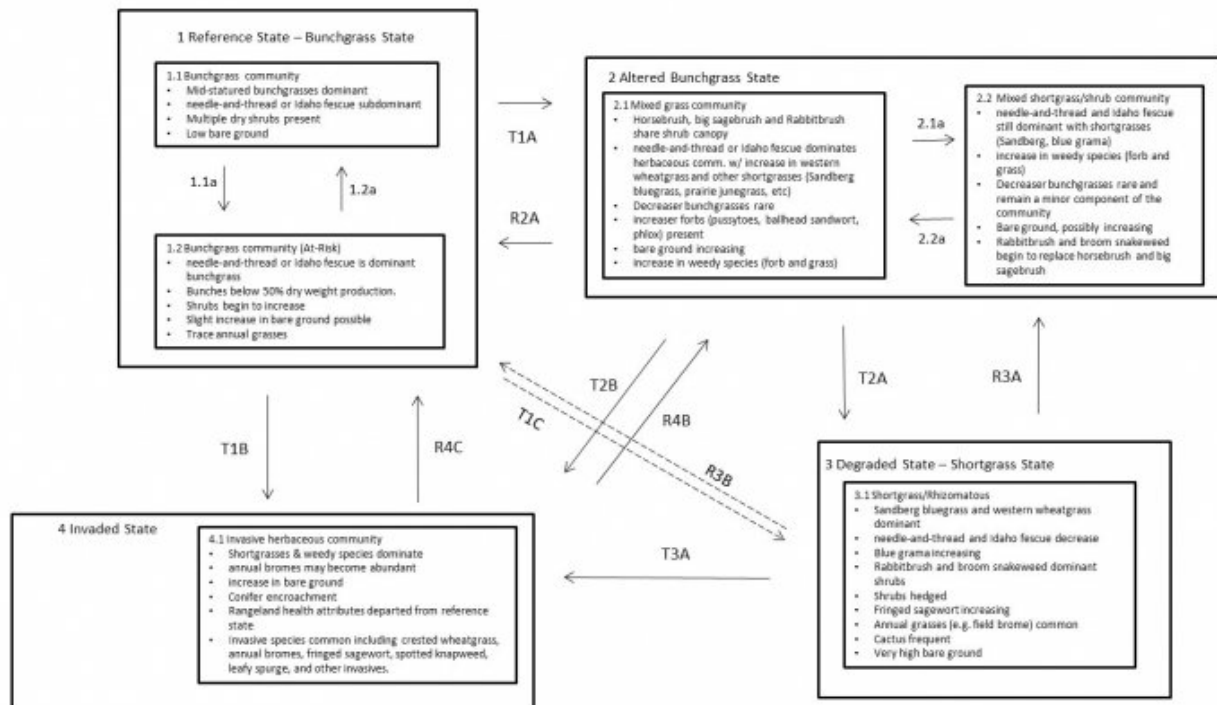 1 Reference State – Bunchgrass State
1.1 Bunchgrass community
• Mid-statured bunchgrasses dominant
• needle-and-thread or Idaho fescue subdominant
• Multiple dry shrubs present
• Low bare ground
1.1a
1.2a
1.2 Bunchgrass community (At-Risk)
• needle-and-thread or Idaho fescue is dominant
bunchgrass
• Bunches below 50% dry weight production.
• Shrubs begin to increase
• Slight increase in bare ground possible
• Trace annual grasses
T1A
R2A
2 Altered Bunchgrass State
2.1 Mixed grass community
• Horsebrush, big sagebrush and Rabbitbrush
share shrub canopy
• needle-and-thread or Idaho fescue dominates
herbaceous comm. w/ increase in western
wheatgrass and other shortgrasses (Sandberg
bluegrass, prairie junegrass, etc)
• Decreaser bunchgrasses rare
• increaser forbs (pussytoes, ballhead sandwort,
phlox) present
• bare ground increasing
• increase in weedy species (forb and grass)
2.1a
2.2a
2.2 Mixed shortgrass/shrub community
• needle-and-thread and Idaho fescue
still dominant with shortgrasses
(Sandberg, blue grama)
• increase in weedy species (forb and
grass)
• Decreaser bunchgrasses rare and
remain a minor component of the
community
• Bare ground, possibly increasing
• Rabbitbrush and broom snakeweed
begin to replace horsebrush and big
sagebrush
T1B
R4C
T1C
T2B
R4B
R3B
T2A
R3A
T3A
4 Invaded State
4.1 Invasive herbaceous community
• Shortgrasses & weedy species dominate
• annual bromes may become abundant
• increase in bare ground
• Conifer encroachment
• Rangeland health attributes departed from reference
state
• Invasive species common including crested wheatgrass,
annual bromes, fringed sagewort, spotted knapweed,
leafy spurge, and other invasives.
3 Degraded State – Shortgrass State
3.1 Shortgrass/Rhizomatous
• Sandberg bluegrass and western wheatgrass
dominant
• needle-and-thread and Idaho fescue decrease
• Blue grama increasing
• Rabbitbrush and broom snakeweed dominant
shrubs
• Shrubs hedged
• Fringed sagewort increasing
• Annual grasses (e.g. field brome) common
• Cactus frequent
• Very high bare ground